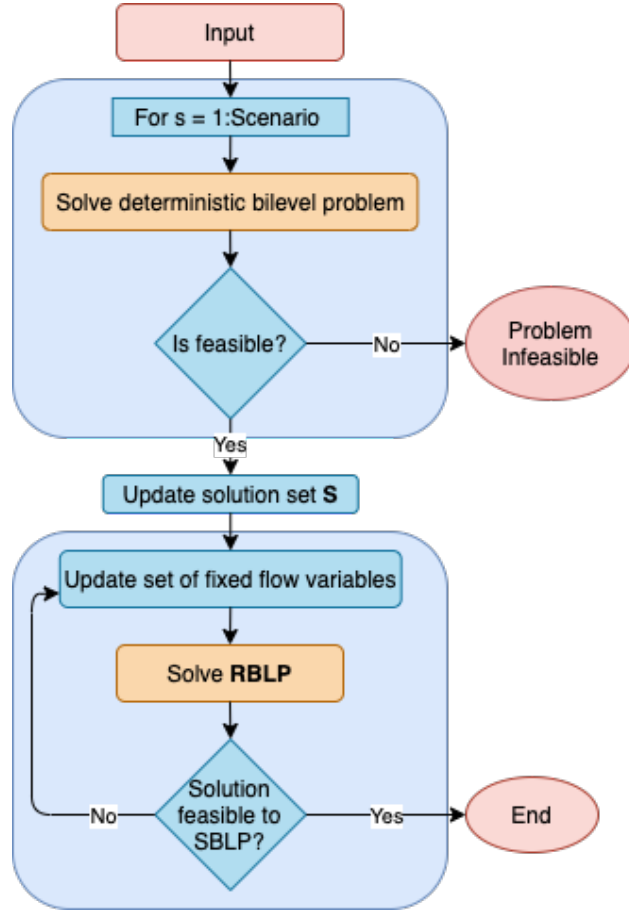 Input
For s = 1:Scenario
Solve deterministic bilevel problem
Is feasible?
No
Problem
Infeasible
Yes
Update solution set S
Update set of fixed flow variables
Solve RBLP
Solution
feasible to
SBLP?
No
Yes
End